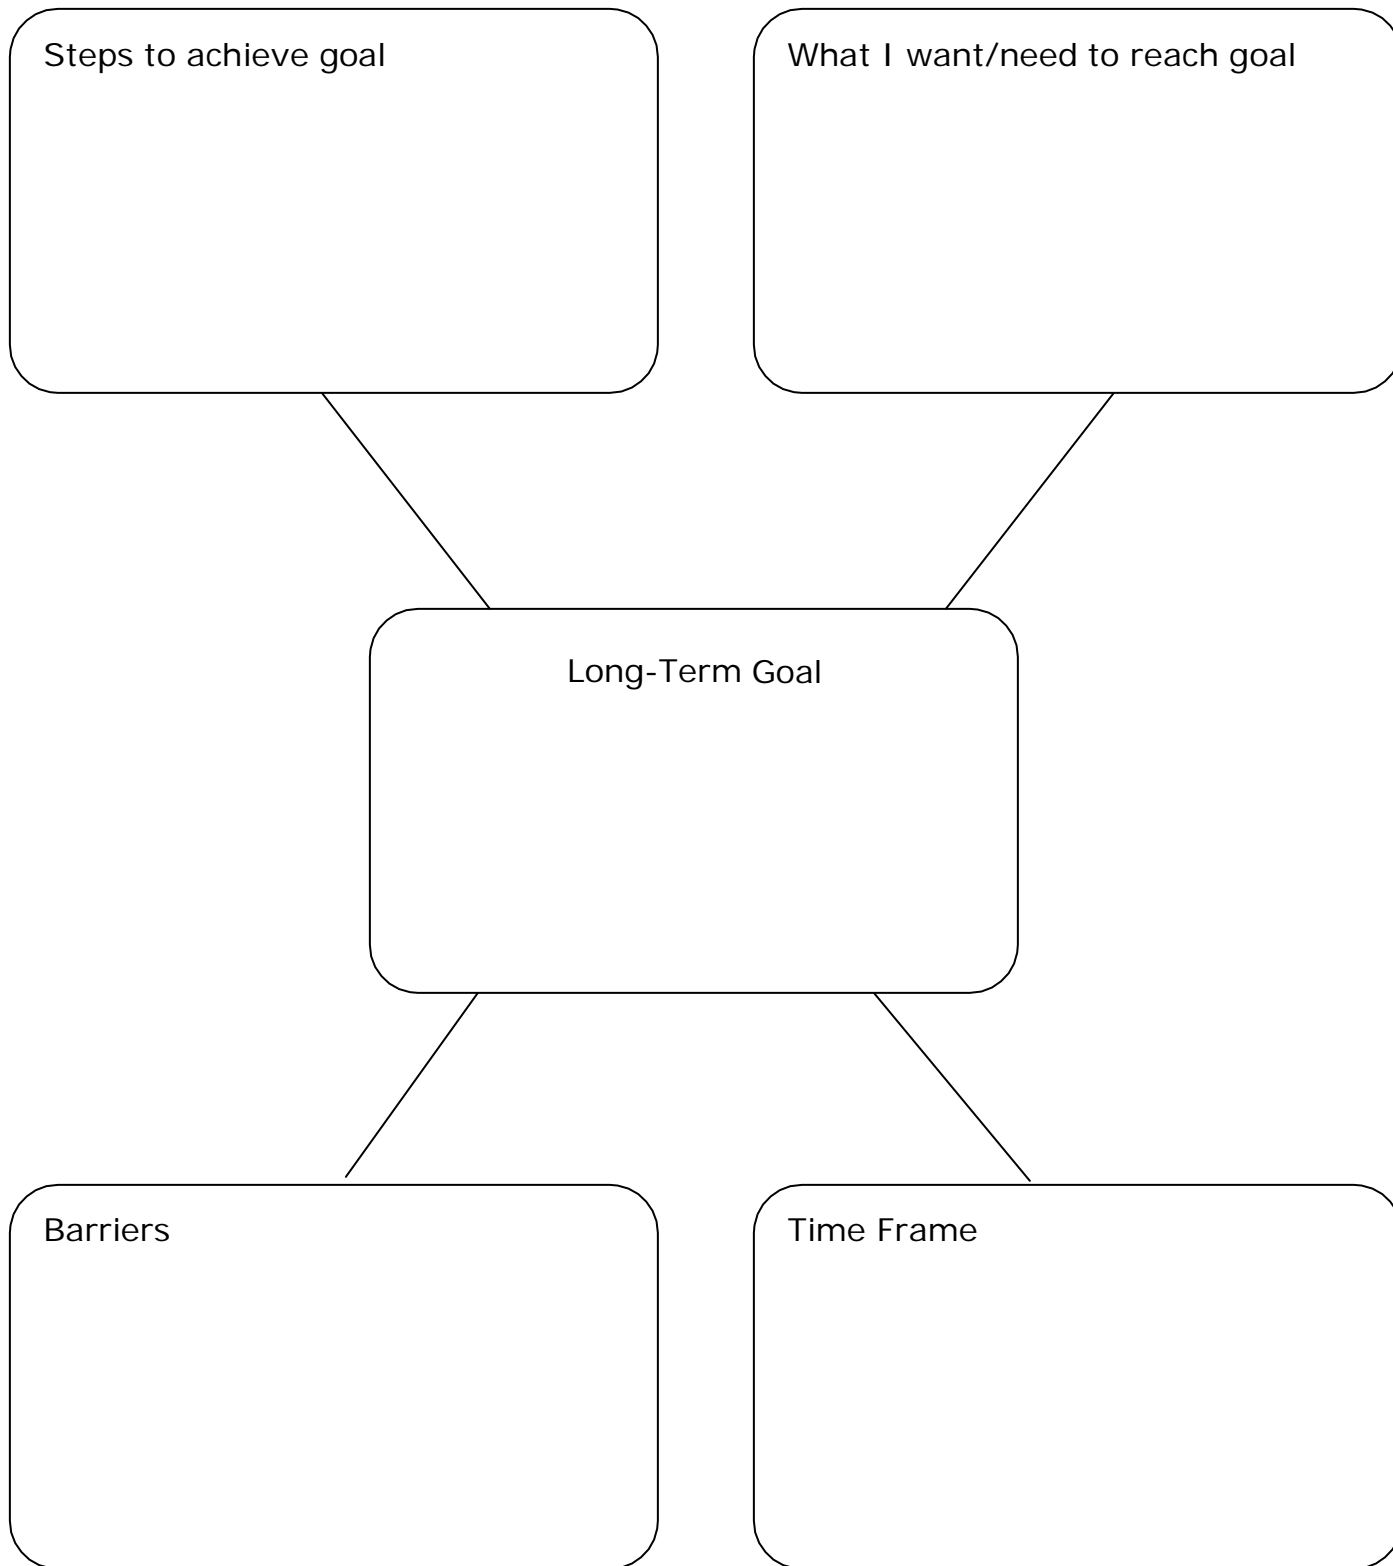 Steps to achieve goal
What I want/need to reach goal
Long-Term Goal
Barriers
Time Frame